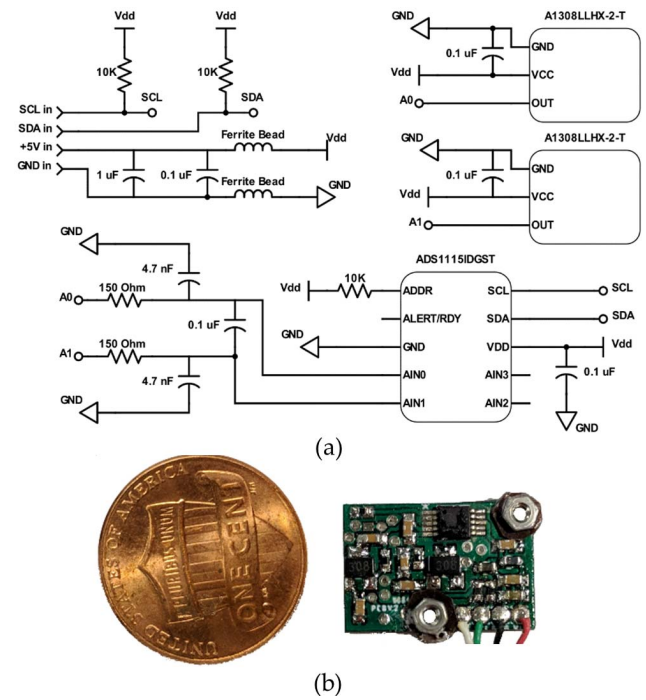 Vdd
Vdd
10K
10K
SCL in
SCL
SDA
SDA in
+5V in
GND in
Ferrite Bead
Vdd
1 uF
0.1 uF
Ferrite Bead
GND
GND
A1308LLHX-2-T
0.1 uF
GND
Vdd
VCC
A0
OUT
GND
A1308LLHX-2-T
0.1 uF
GND
Vdd
VCC
A1
OUT
GND
4.7 nF
A0
150 Ohm
0.1 uF
A1
150 Ohm
4.7 nF
GND
ADS1115IDGST
Vdd
10K
ADDR
SCL
SCL
ALERT/RDY
SDA
SDA
GND
GND
VDD
Vdd
AIN0
AIN3
0.1 uF
AIN1
AIN2
GND
(a)
UNITED STATES OF AMERICA
E PLURIBUS UNUM
ONE CENT
308
308
(b)